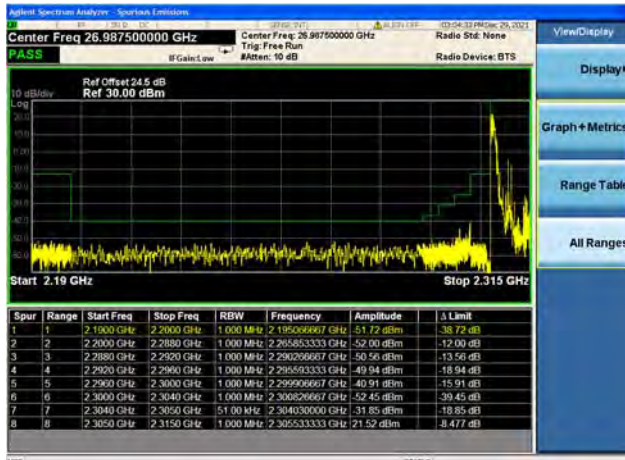 Agilent Spectrum Analyzer - Spurious Emissions
Center Freq 26.987500000 GHz
PASS
IFGain:Low
Center Freq: 26.987500000 GHz
Trig: Free Run
#Atten: 10 dB
03:04:33 PM Dec 29, 2021
Radio Std: None
Radio Device: BTS
Ref Offset 24.5 dB
10 dB/div Ref 30.00 dBm
Log
Start 2.19 GHz
Stop 2.315 GHz
Spur Range Start Freq Stop Freq RBW Frequency Amplitude Δ Limit
1 1 2.1900 GHz 2.2000 GHz 1.000 MHz 2.195066667 GHz -51.72 dBm -38.72 dB
2 2 2.2000 GHz 2.2880 GHz 1.000 MHz 2.265853333 GHz -52.00 dBm -12.00 dB
3 3 2.2880 GHz 2.2920 GHz 1.000 MHz 2.290266667 GHz -50.56 dBm -13.56 dB
4 4 2.2920 GHz 2.2960 GHz 1.000 MHz 2.295593333 GHz -49.94 dBm -18.94 dB
5 5 2.2960 GHz 2.3000 GHz 1.000 MHz 2.299906667 GHz -40.91 dBm -15.91 dB
6 6 2.3000 GHz 2.3040 GHz 1.000 MHz 2.300826667 GHz -52.45 dBm -39.45 dB
7 7 2.3040 GHz 2.3050 GHz 51.00 kHz 2.304030000 GHz -31.85 dBm -18.85 dB
8 8 2.3050 GHz 2.3150 GHz 1.000 MHz 2.305533333 GHz 21.52 dBm -8.477 dB
View/Display
Display
Graph+Metrics
Range Table
All Ranges